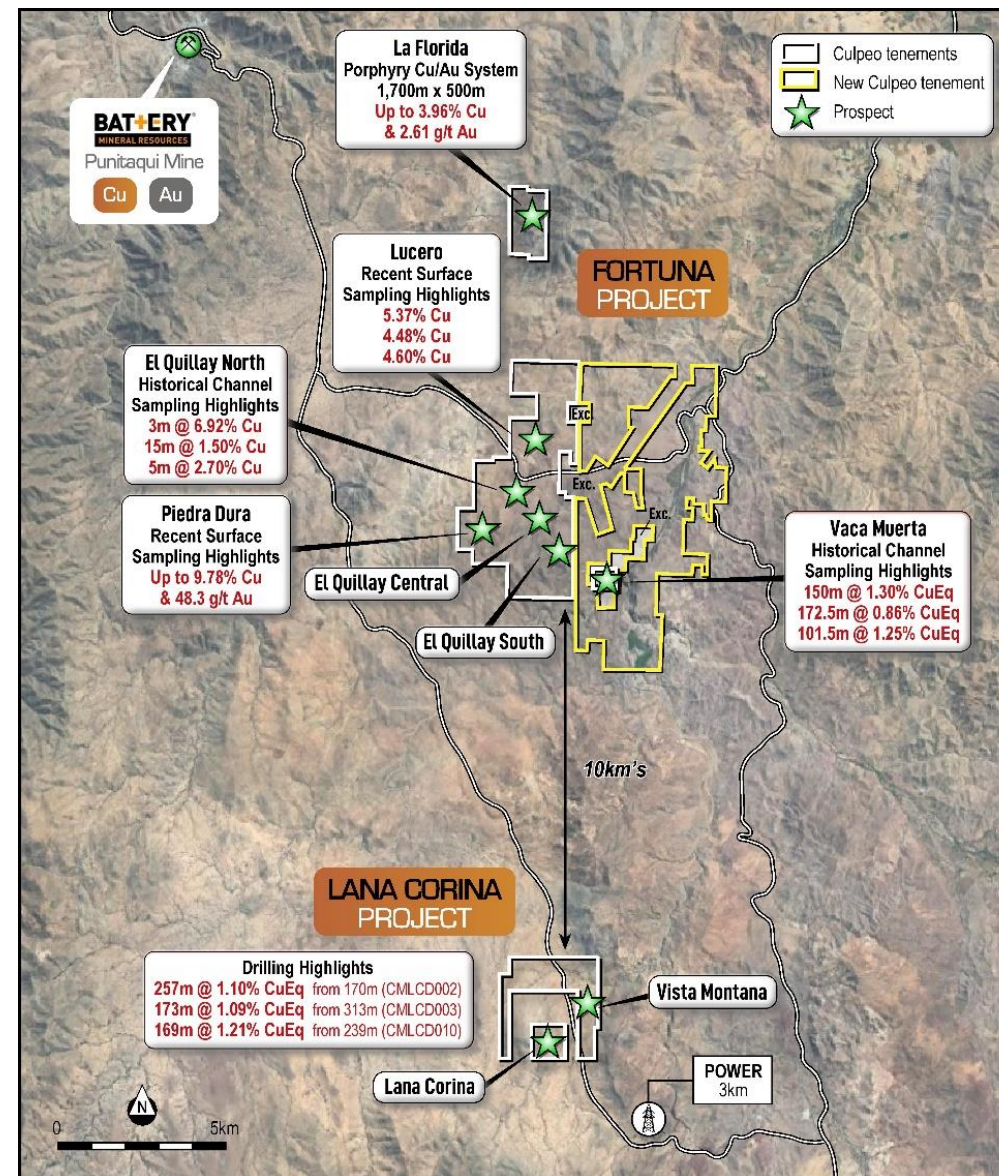 La Florida
Porphyry Cu/Au System
1,700m x 500m
Up to 3.96% Cu
& 2.61 g/t Au
Culpeo tenements
New Culpeo tenement
Prospect
BAT+ERY
MINERAL RESOURCES
Punitaqui Mine
Cu Au
Lucero
Recent Surface
Sampling Highlights
5.37% Cu
4.48% Cu
4.60% Cu
FORTUNA
PROJECT
El Quillay North
Historical Channel
Sampling Highlights
3m @ 6.92% Cu
15m @ 1.50% Cu
5m @ 2.70% Cu
Exc.
Exc.
Exc.
Piedra Dura
Recent Surface
Sampling Highlights
Up to 9.78% Cu
& 48.3 g/t Au
El Quillay Central
El Quillay South
Vaca Muerta
Historical Channel
Sampling Highlights
150m @ 1.30% CuEq
172.5m @ 0.86% CuEq
101.5m @ 1.25% CuEq
10km's
LANA CORINA
PROJECT
Drilling Highlights
257m @ 1.10% CuEq from 170m (CMLCD002)
173m @ 1.09% CuEq from 313m (CMLCD003)
169m @ 1.21% CuEq from 239m (CMLCD010)
Vista Montana
Lana Corina
POWER
3km
N
0 5km